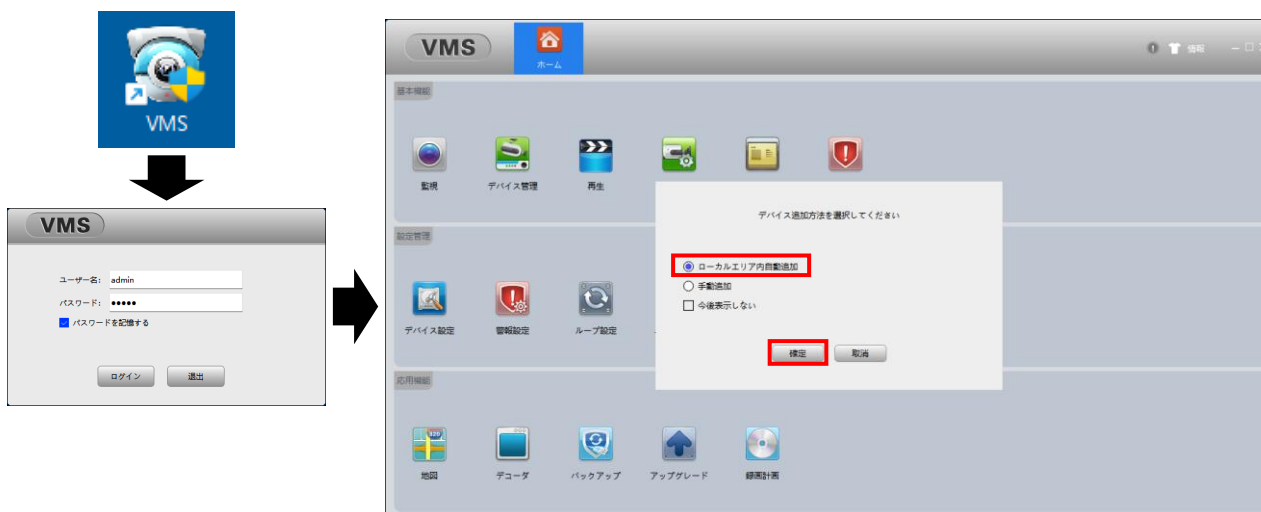 VMS
VMS
ユーザー名: admin
パスワード: •••••
パスワードを記憶する
ログイン 退出
VMS
ホーム
情報
基本機能
監視 デバイス管理 再生
デバイス追加方法を選択してください
ローカルエリア内自動追加
手動追加
今後表示しない
確定 取消
設定管理
デバイス設定 警報設定 ループ設定
応用機能
地図 デコーダ バックアップ アップグレード 録画計画